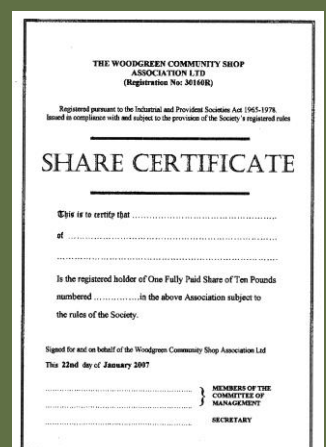 THE WOODGREEN COMMUNITY SHOP
ASSOCIATION LTD
(Registration No: 30160R)
Registered pursuant to the Industrial and Provident Societies Act 1965-1978.
Issued in compliance with and subject to the provision of the Society's registered rules
SHARE CERTIFICATE
This is to certify that ................................................
of ................................................
................................................
Is the registered holder of One Fully Paid Share of Ten Pounds
numbered ...............in the above Association subject to
the rules of the Society.
Signed for and on behalf of the Woodgreen Community Shop Association Ltd
This 22nd day of January 2007
................................ } MEMBERS OF THE
COMMITTEE OF
................................ MANAGEMENT
................................ SECRETARY